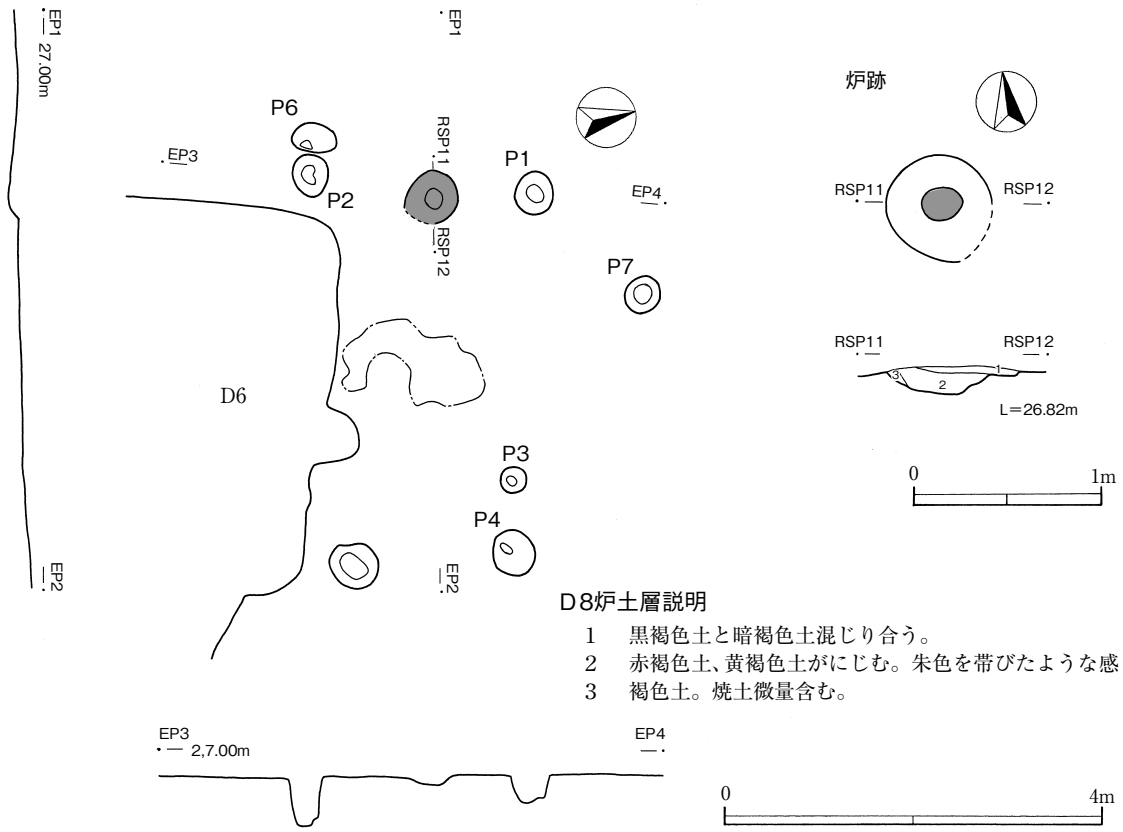 EP1
27.00m
EP1
炉跡
P6
P2
EP3
RSP11
RSP12
P1
EP4
P7
RSP11
RSP12
RSP11
RSP12
1
2
3
L＝26.82m
D6
0
1m
P3
P4
EP2
EP2
D8炉土層説明
1 黒褐色土と暗褐色土混じり合う。
2 赤褐色土、黄褐色土がにじむ。朱色を帯びたような感
3 褐色土。焼土微量含む。
EP3
2,7.00m
EP4
0
4m